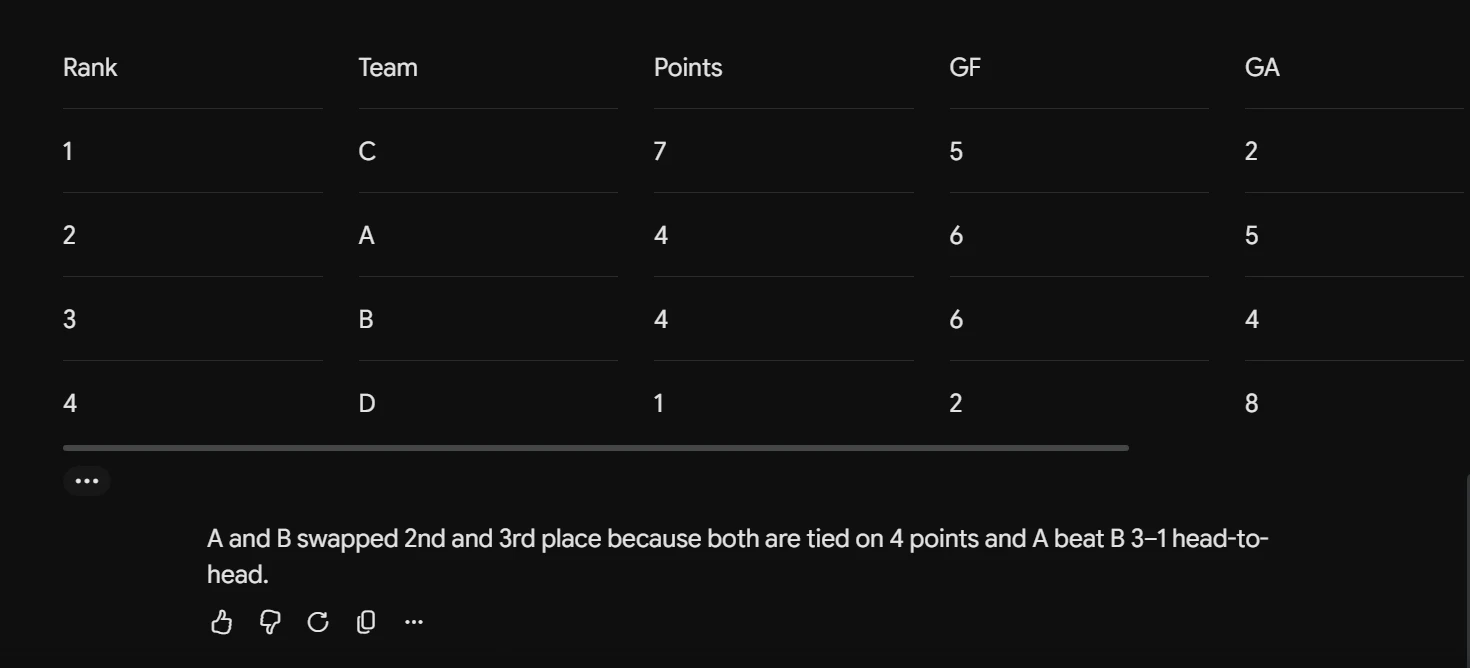 Rank Team Points GF GA
1 C 7 5 2
2 A 4 6 5
3 B 4 6 4
4 D 1 2 8
A and B swapped 2nd and 3rd place because both are tied on 4 points and A beat B 3–1 head-to-
head.